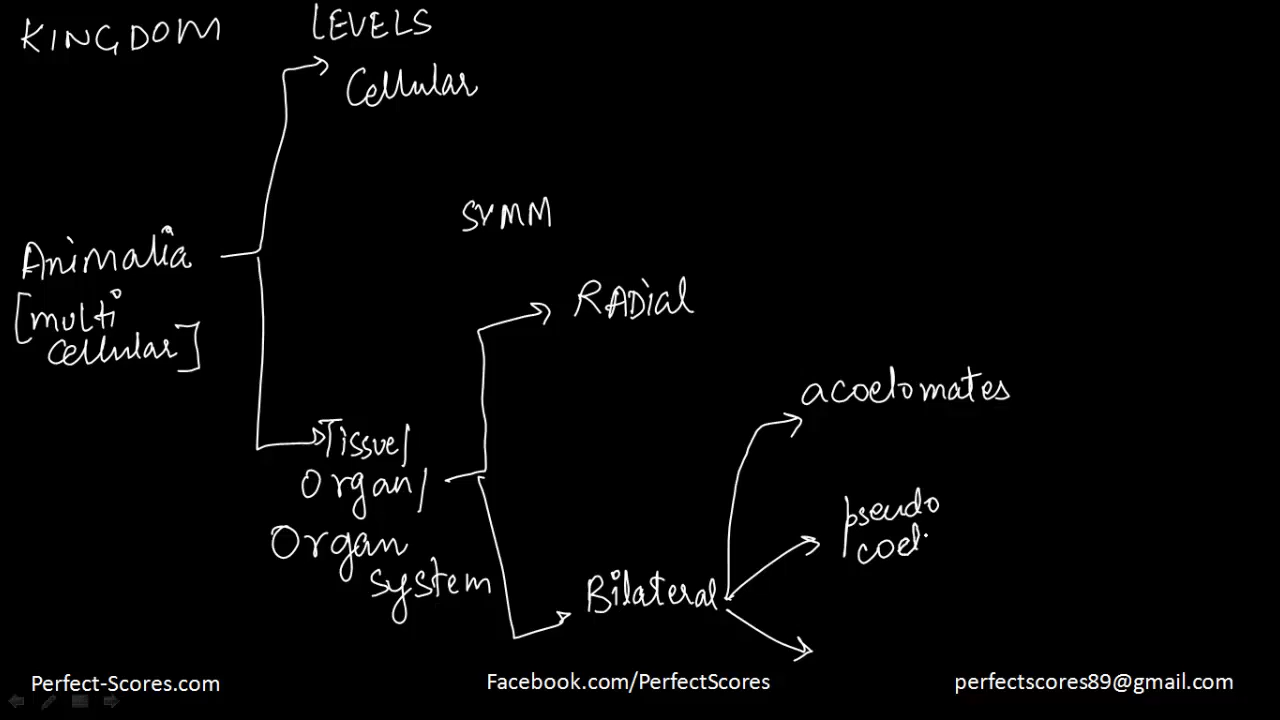 KINGDOM
LEVELS
Cellular
SYMM
Animalia
[multi
cellular]
RADial
acoelomates
Tissue/
Organ/
Organ
system
pseudo
coel
Bilateral
Perfect-Scores.com
Facebook.com/PerfectScores
perfectscores89@gmail.com